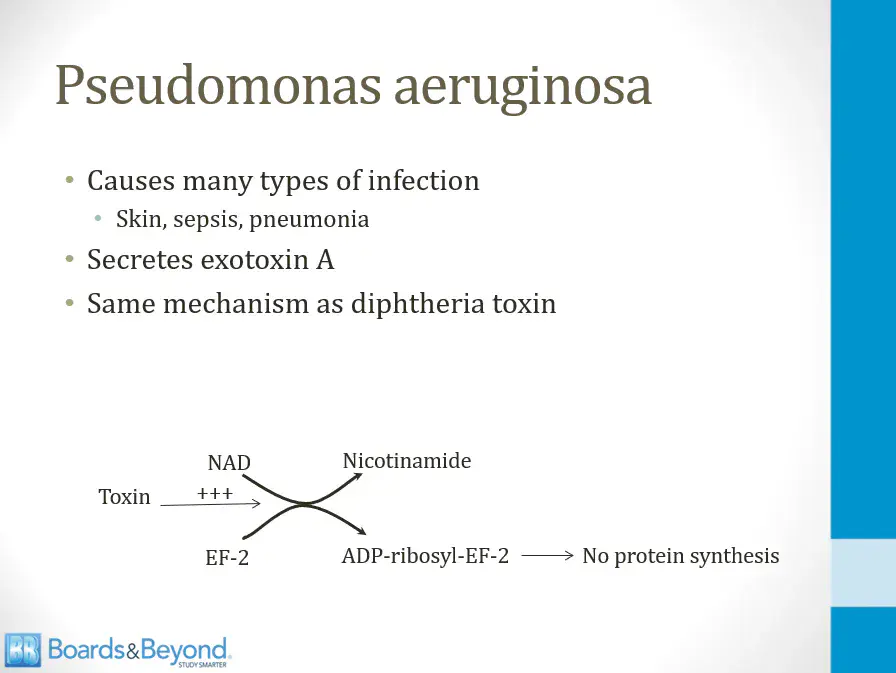 Pseudomonas aeruginosa
• Causes many types of infection
• Skin, sepsis, pneumonia
• Secretes exotoxin A
• Same mechanism as diphtheria toxin
NAD
Nicotinamide
Toxin
+++
EF-2
ADP-ribosyl-EF-2
No protein synthesis
BB
Boards&Beyond.
STUDY SMARTER